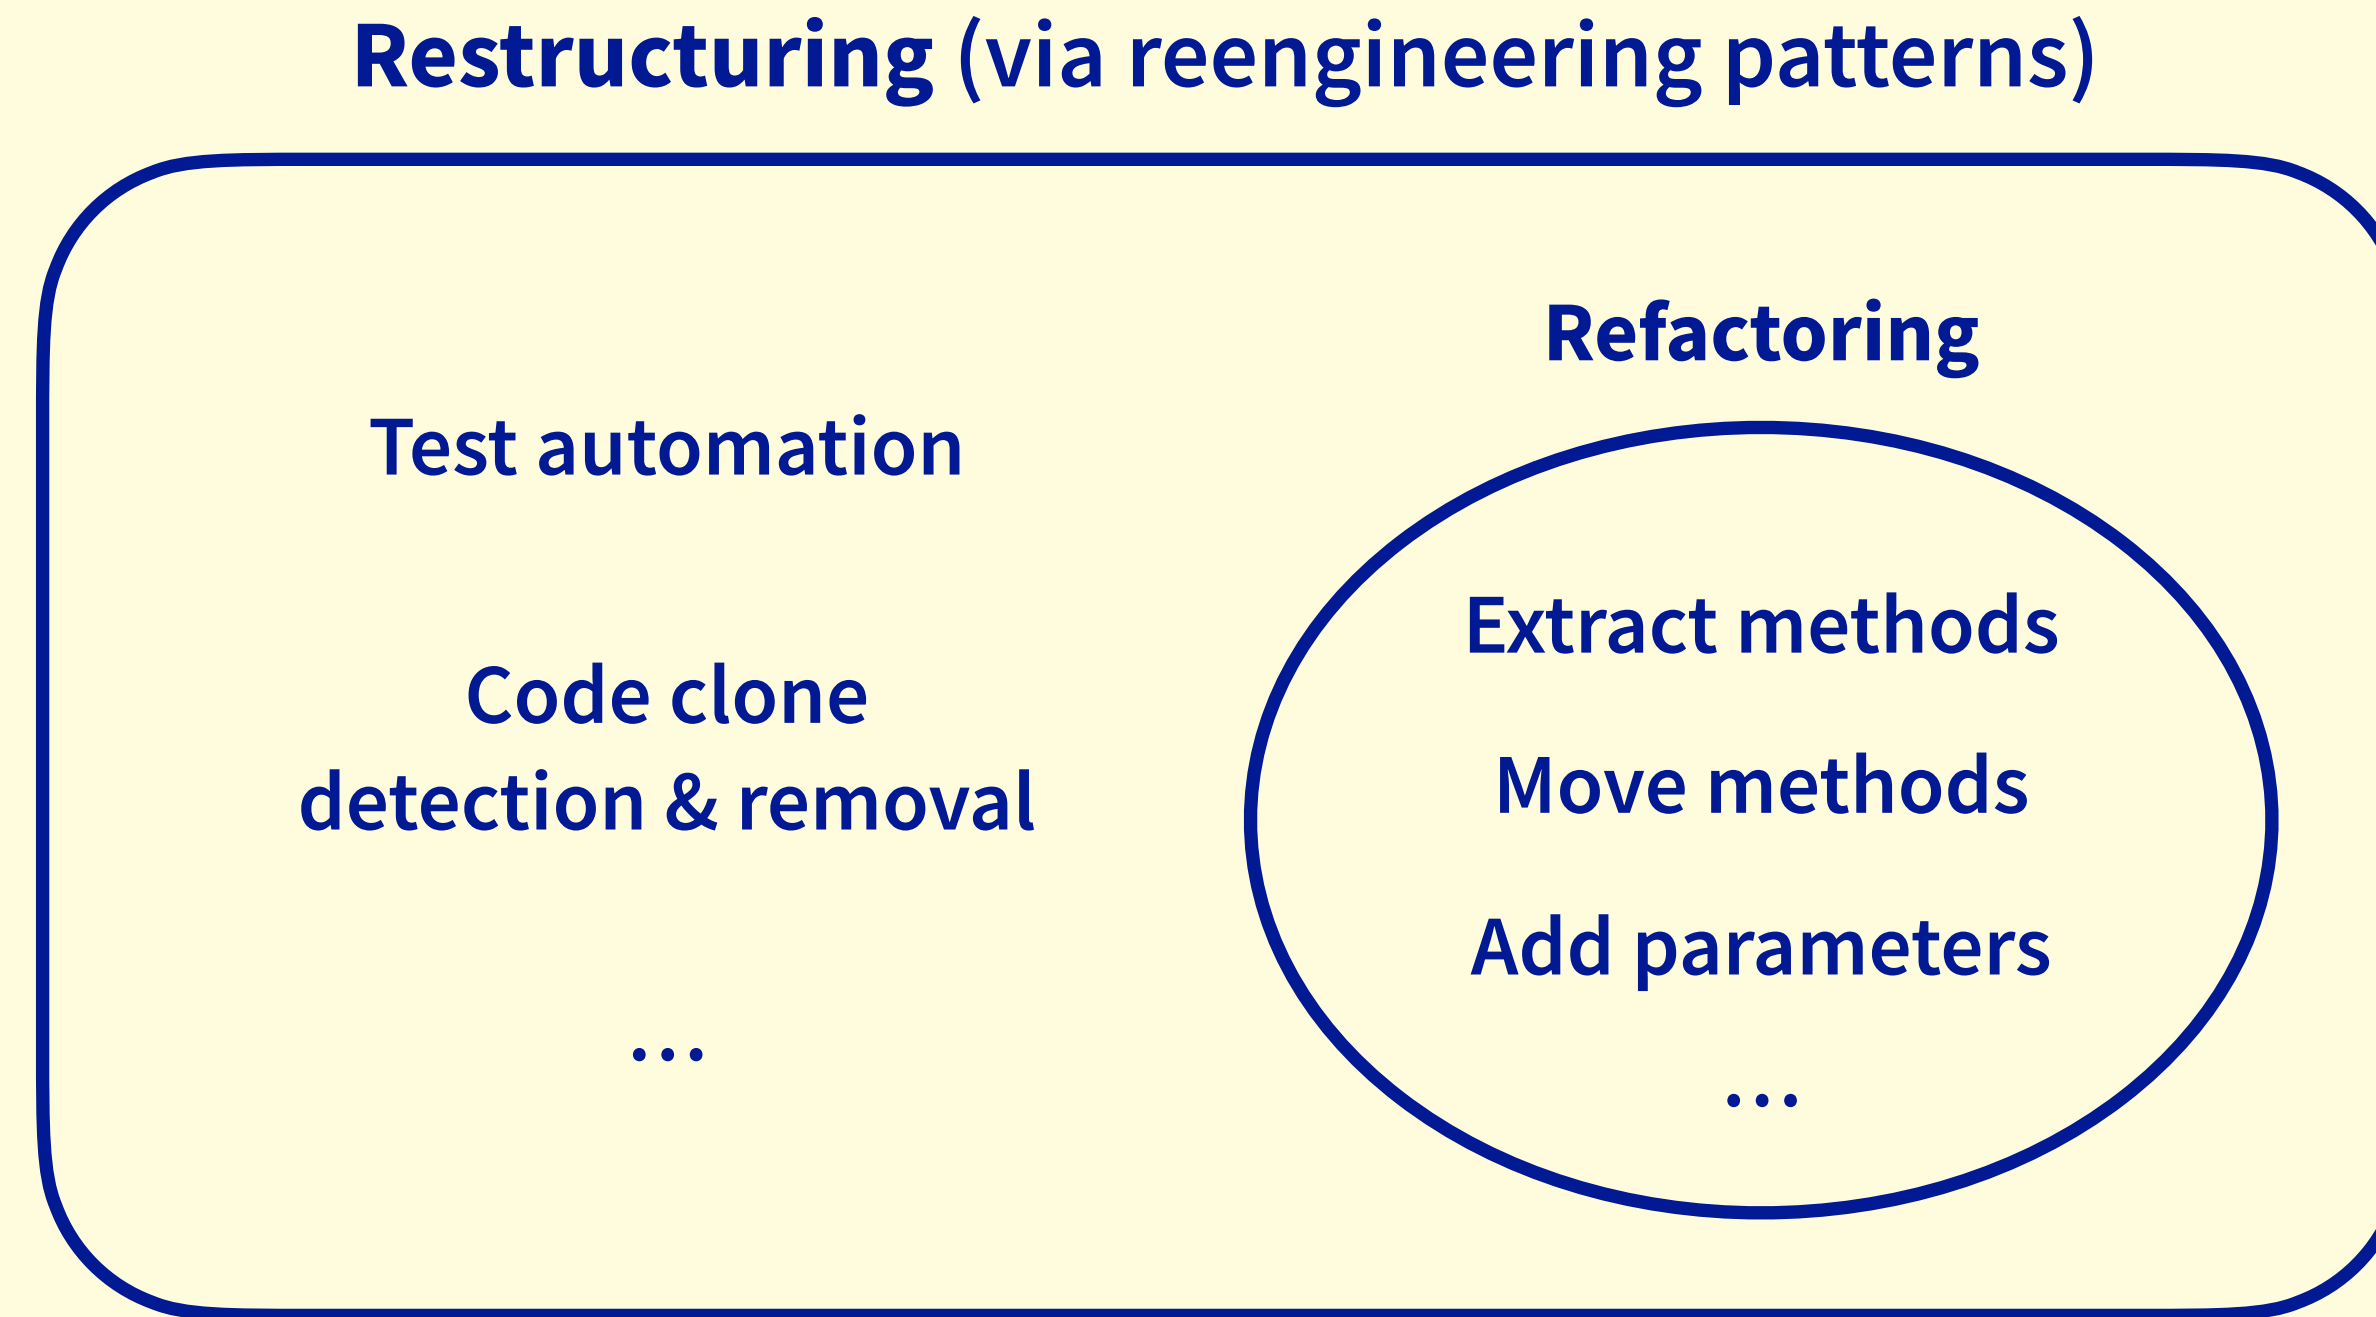 Restructuring (via reengineering patterns)
Test automation
Code clone
detection & removal
...
Refactoring
Extract methods
Move methods
Add parameters
...